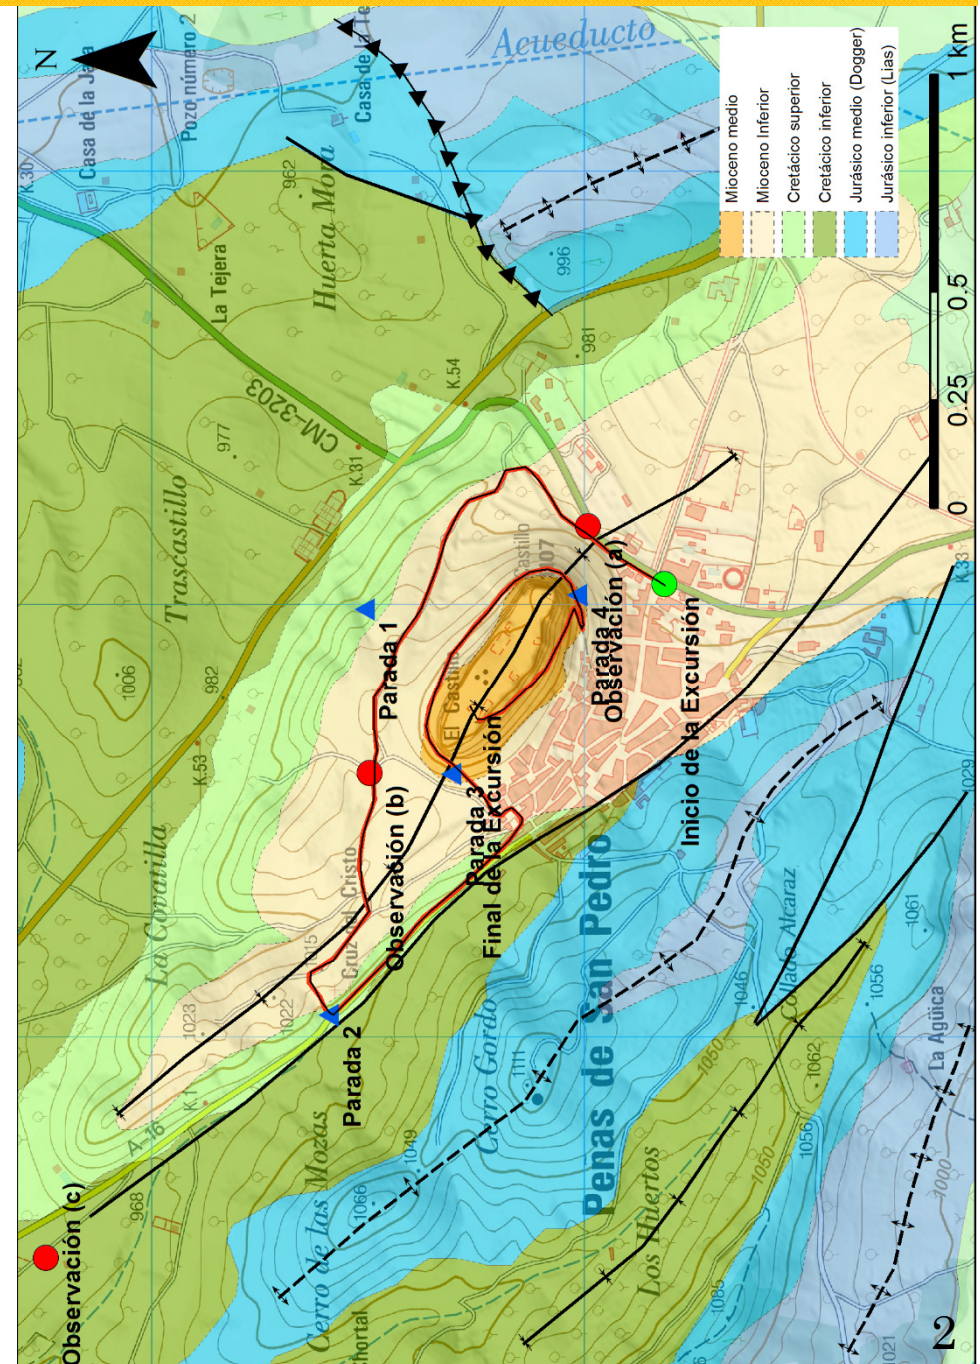 N
Casa de la Jara
Pozo número 2
Acueducto
K.30
962
La Tejera
Huerta Mora
996
CM-3203
K.54
981
977
K.31
Trascastillo
1006
982
K.53
La Covatilla
Parada 1
El Castillo
Castillo
Parada 4
Observación (a)
Inicio de la Excursión
K.33
Parada 3
Final de la Excursión
Observación (b)
Cruz del Cristo
1015
1022
1023
K.1
A-16
Parada 2
Peñas de San Pedro
Cerro Gordo
1111
1049
1066
Cerro de las Mozas
968
Observación (c)
Los Huertos
1050
1050
1062
1056
1056
1046
Collado Alcaraz
1061
1029
La Agüica
1000
1021
1085
Mioceno medio
Mioceno Inferior
Cretácico superior
Cretácico inferior
Jurásico medio (Dogger)
Jurásico inferior (Lias)
0 0.25 0.5 1 km
2